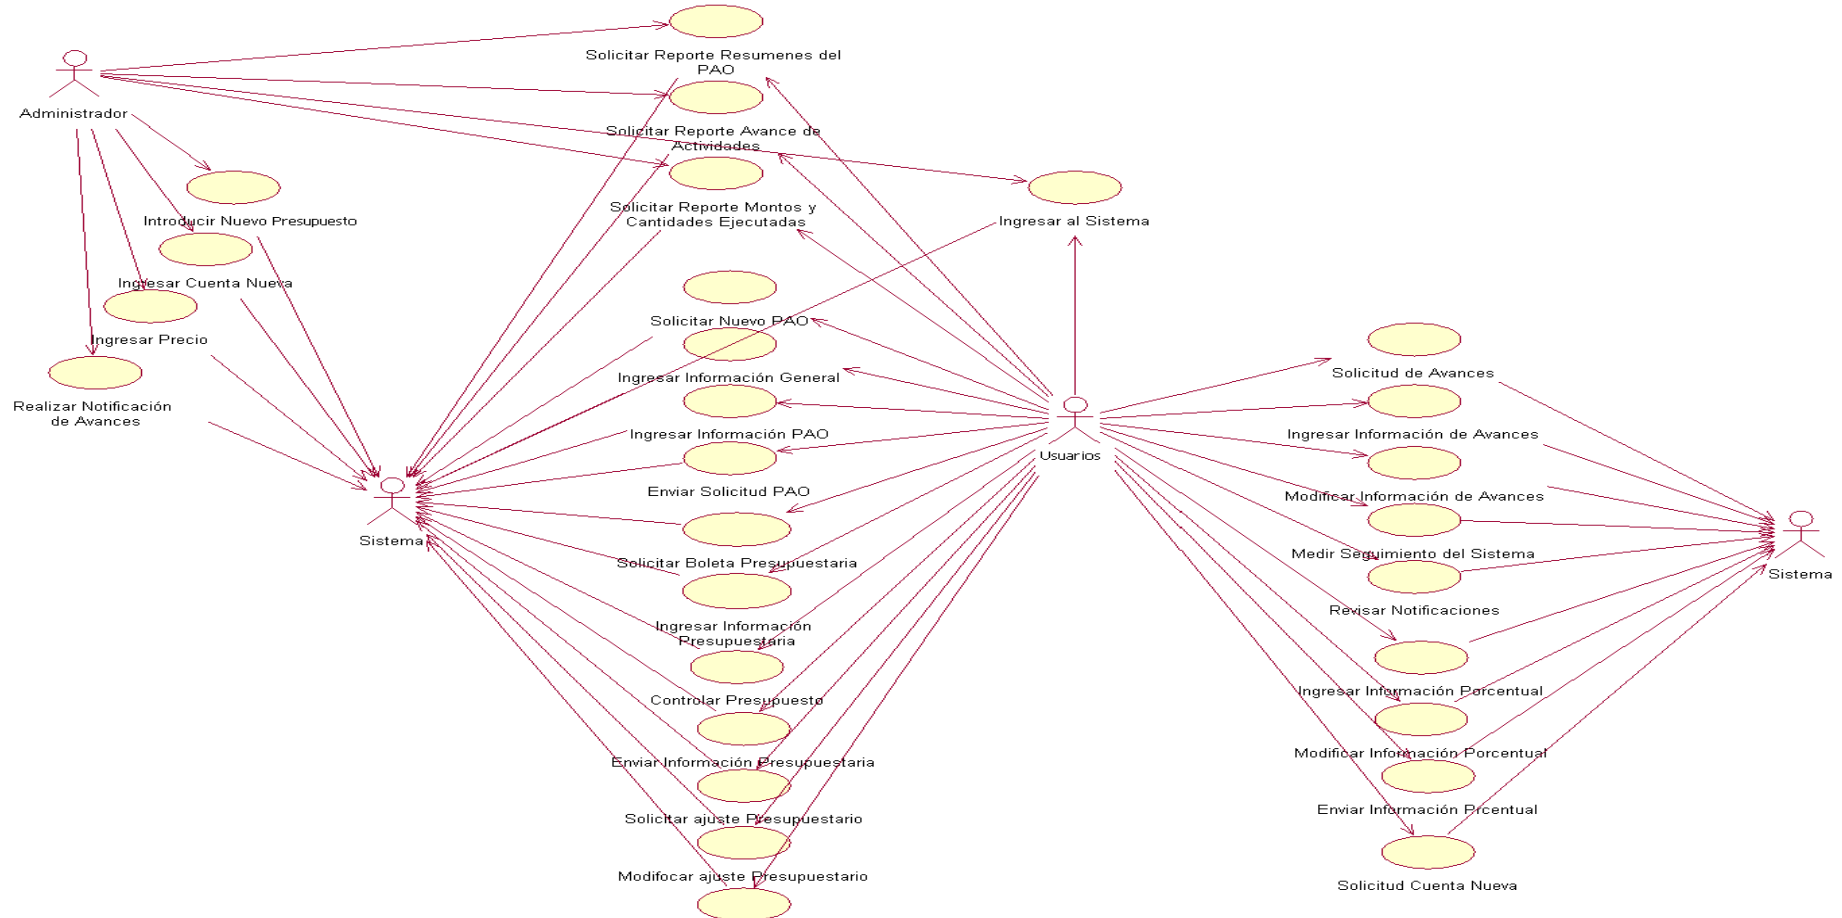 Solicitar Reporte Resumenes del
PAO
Administrador
Solicitar Reporte Avance de
Actividades
Introducir Nuevo Presupuesto
Solicitar Reporte Montos y
Cantidades Ejecutadas
Ingresar al Sistema
Ingresar Cuenta Nueva
Ingresar Precio
Realizar Notificación
de Avances
Solicitar Nuevo PAO
Ingresar Información General
Ingresar Información PAO
Enviar Solicitud PAO
Sistema
Solicitar Boleta Presupuestaria
Ingresar Información
Presupuestaria
Controlar Presupuesto
Enviar Información Presupuestaria
Solicitar ajuste Presupuestario
Modifocar ajuste Presupuestario
Usuarios
Solicitud de Avances
Ingresar Información de Avances
Modificar Información de Avances
Medir Seguimiento del Sistema
Revisar Notificaciones
Ingresar Información Porcentual
Modificar Información Porcentual
Enviar Información Prcentual
Solicitud Cuenta Nueva
Sistema